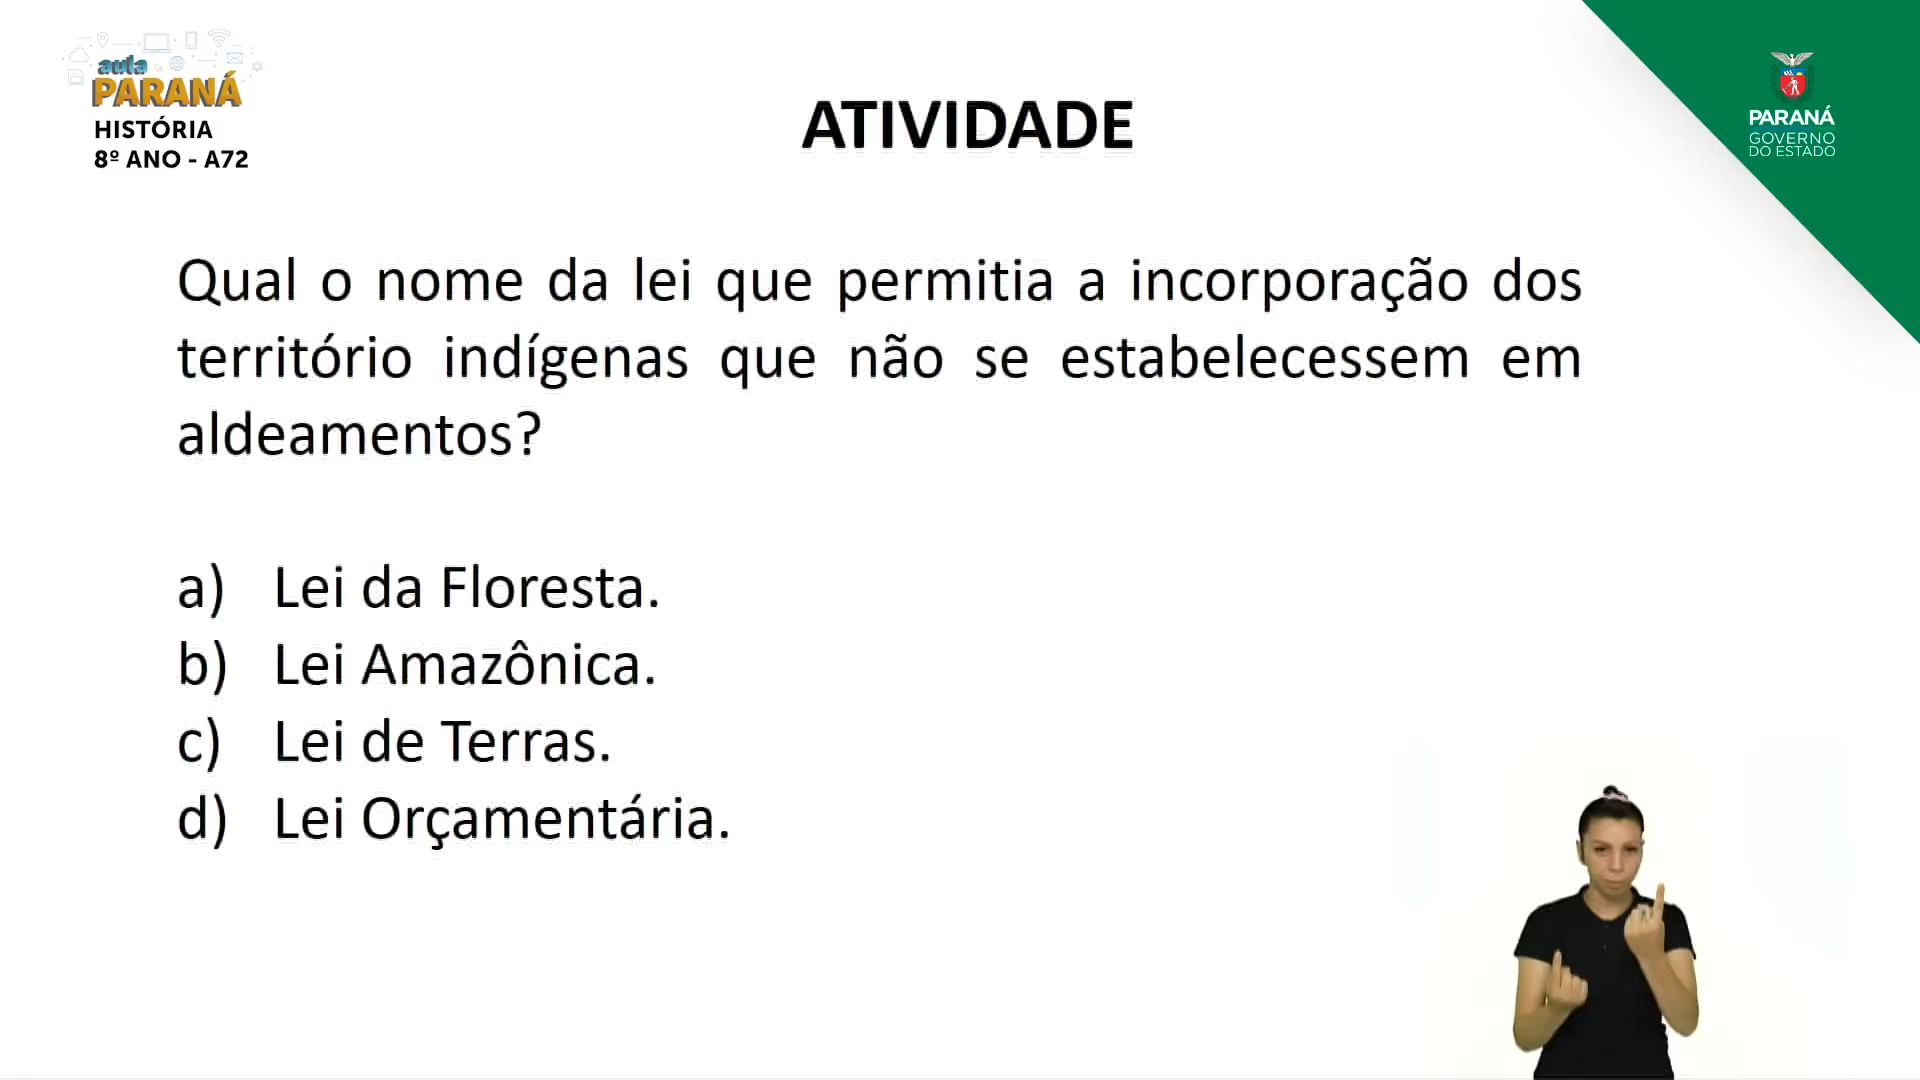 aula
PARANÁ
HISTÓRIA
8º ANO - A72
ATIVIDADE
PARANÁ
GOVERNO
DO ESTADO
Qual o nome da lei que permitia a incorporação dos
território indígenas que não se estabelecessem em
aldeamentos?
a) Lei da Floresta.
b) Lei Amazônica.
c) Lei de Terras.
d) Lei Orçamentária.